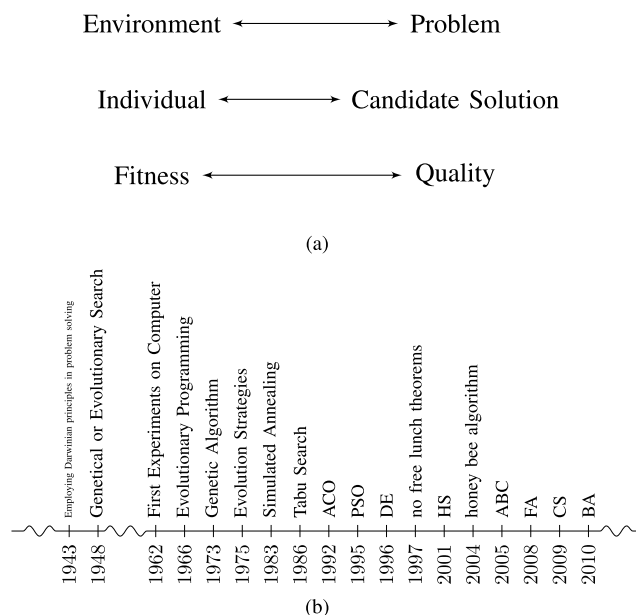 Environment Problem
Individual Candidate Solution
Fitness Quality
(a)
Employing Darwinian principles in problem solving
Genetical or Evolutionary Search
First Experiments on Computer
Evolutionary Programming
Genetic Algorithm
Evolution Strategies
Simulated Annealing
Tabu Search
ACO
PSO
DE
no free lunch theorems
HS
honey bee algorithm
ABC
FA
CS
BA
1943
1948
1962
1966
1973
1975
1983
1986
1992
1995
1996
1997
2001
2004
2005
2008
2009
2010
(b)